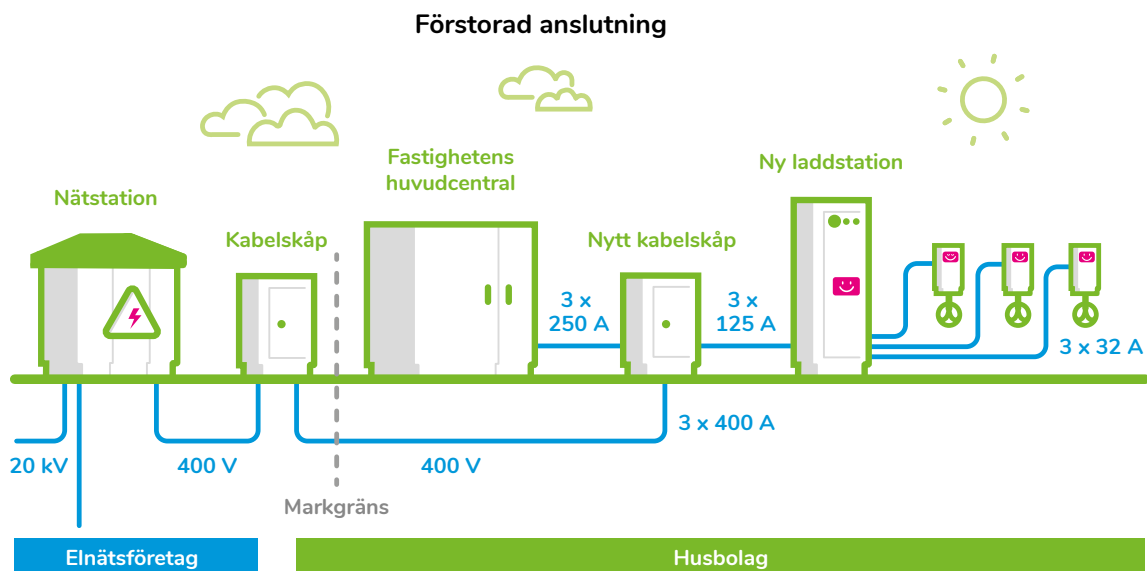 Förstorad anslutning
Nätstation
Kabelskåp
Fastighetens
huvudcentral
Nytt kabelskåp
Ny laddstation
3 x
250 A
3 x
125 A
3 x 32 A
3 x 400 A
20 kV
400 V
400 V
Markgräns
Elnätsföretag
Husbolag